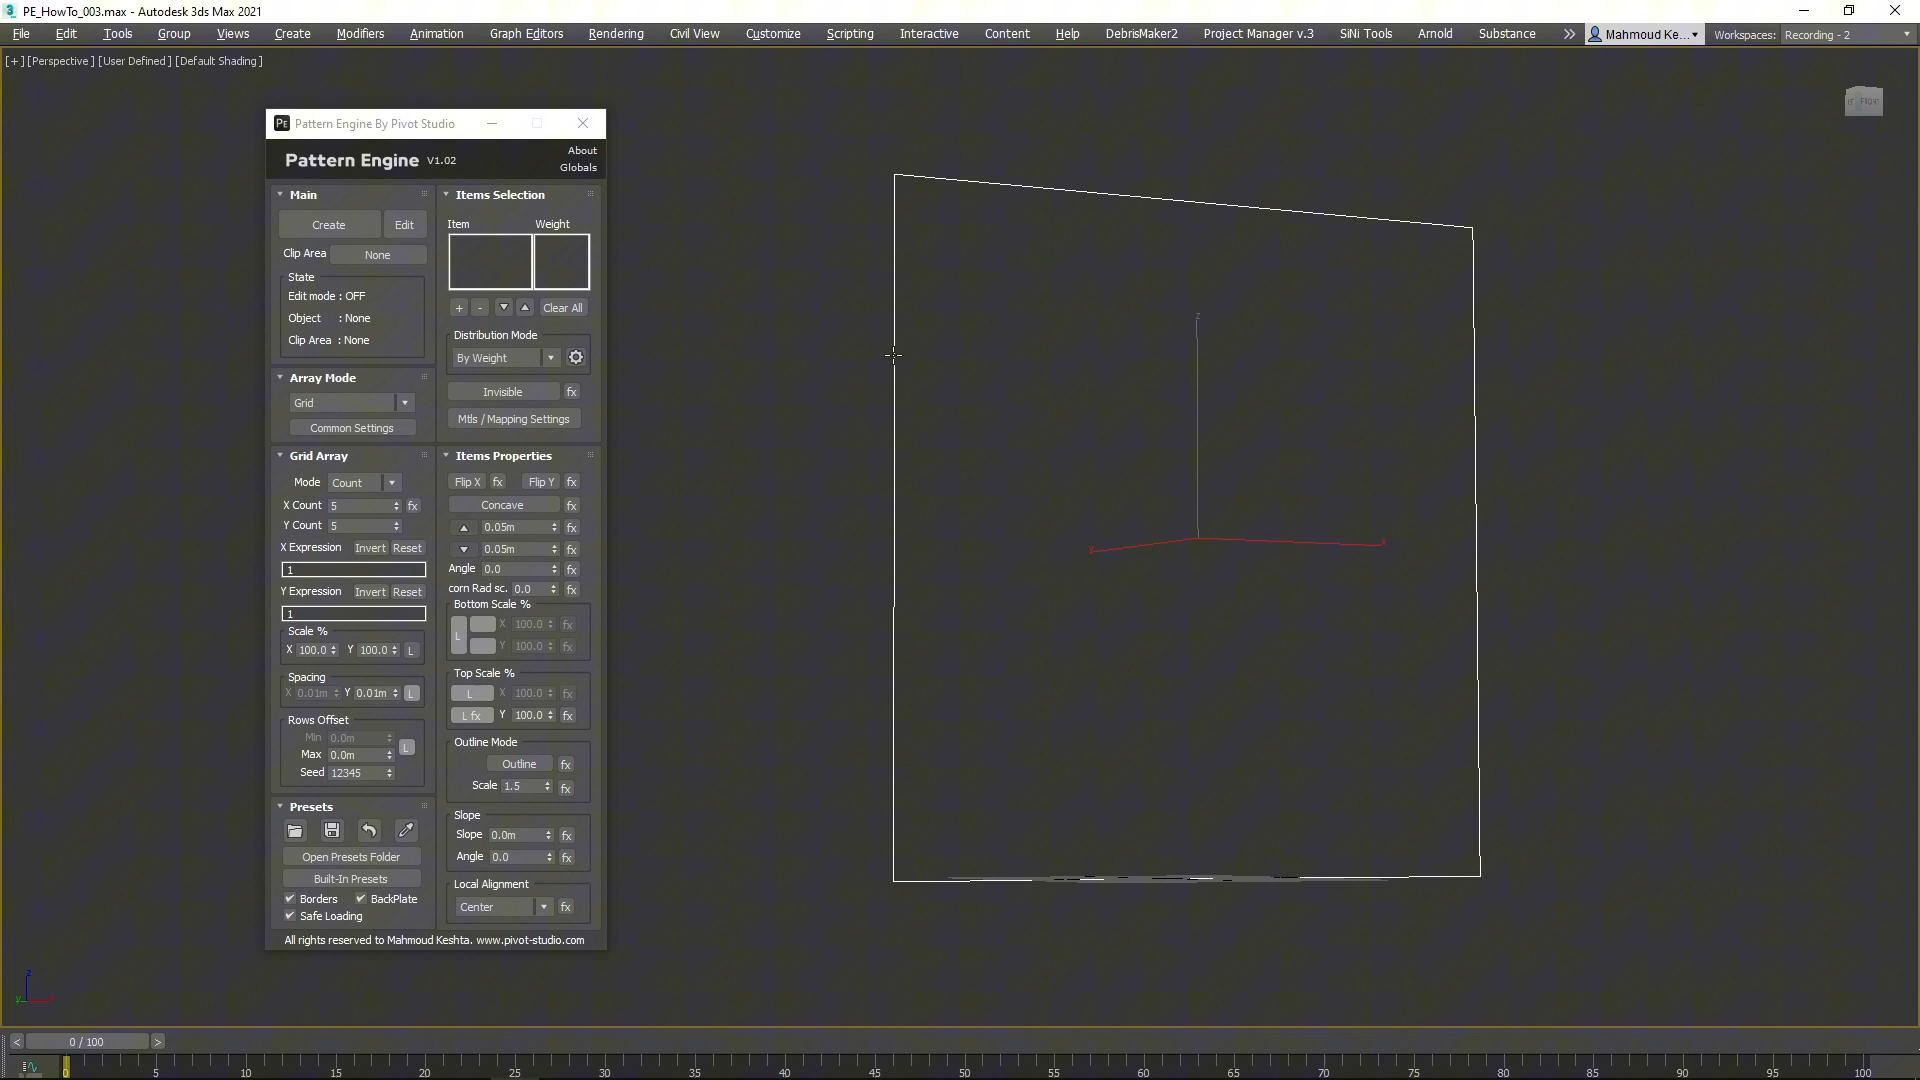 PE_HowTo_003.max - Autodesk 3ds Max 2021
File Edit Tools Group Views Create Modifiers Animation Graph Editors Rendering Civil View Customize Scripting Interactive Content Help DebrisMaker2 Project Manager v.3 SiNi Tools Arnold Substance Mahmoud Ke... Workspaces: Recording - 2
[+] [Perspective] [User Defined] [Default Shading]
Pattern Engine By Pivot Studio
Pattern Engine V1.02
About
Globals
Main
Create Edit
Clip Area None
State
Edit mode : OFF
Object : None
Clip Area : None
Array Mode
Grid
Common Settings
Grid Array
Mode Count
X Count 5 fx
Y Count 5
X Expression Invert Reset
1
Y Expression Invert Reset
1
Scale %
X 100.0 Y 100.0 L
Spacing
X 0.01m Y 0.01m L
Rows Offset
Min 0.0m
Max 0.0m L
Seed 12345
Presets
Open Presets Folder
Built-In Presets
Borders BackPlate
Safe Loading
Items Selection
Item Weight
+ - Clear All
Distribution Mode
By Weight
Invisible fx
Mtls / Mapping Settings
Items Properties
Flip X fx Flip Y fx
Concave fx
0.05m fx
0.05m fx
Angle 0.0 fx
corn Rad sc. 0.0 fx
Bottom Scale %
L X 100.0 fx
Y 100.0 fx
Top Scale %
L X 100.0 fx
L fx Y 100.0 fx
Outline Mode
Outline fx
Scale 1.5 fx
Slope
Slope 0.0m fx
Angle 0.0 fx
Local Alignment
Center fx
All rights reserved to Mahmoud Keshta. www.pivot-studio.com
z
y x
z
y
0 / 100
0 5 10 15 20 25 30 35 40 45 50 55 60 65 70 75 80 85 90 95 100